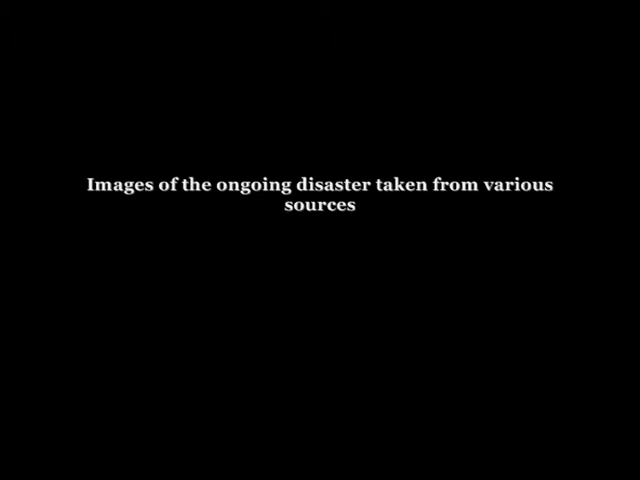 Images of the ongoing disaster taken from various
sources